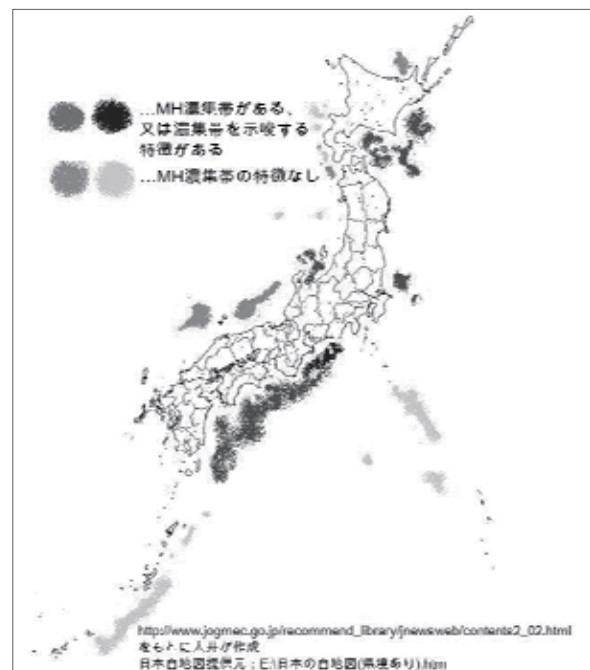 …MH濃集帯がある、
又は濃集帯を示唆する
特徴がある
…MH濃集帯の特徴なし
http://www.jogmec.go.jp/recommend_library/jnewsweb/contents2_02.html
をもとに人井が作成
日本白地図提供元：E:\日本の白地図(県境あり).htm